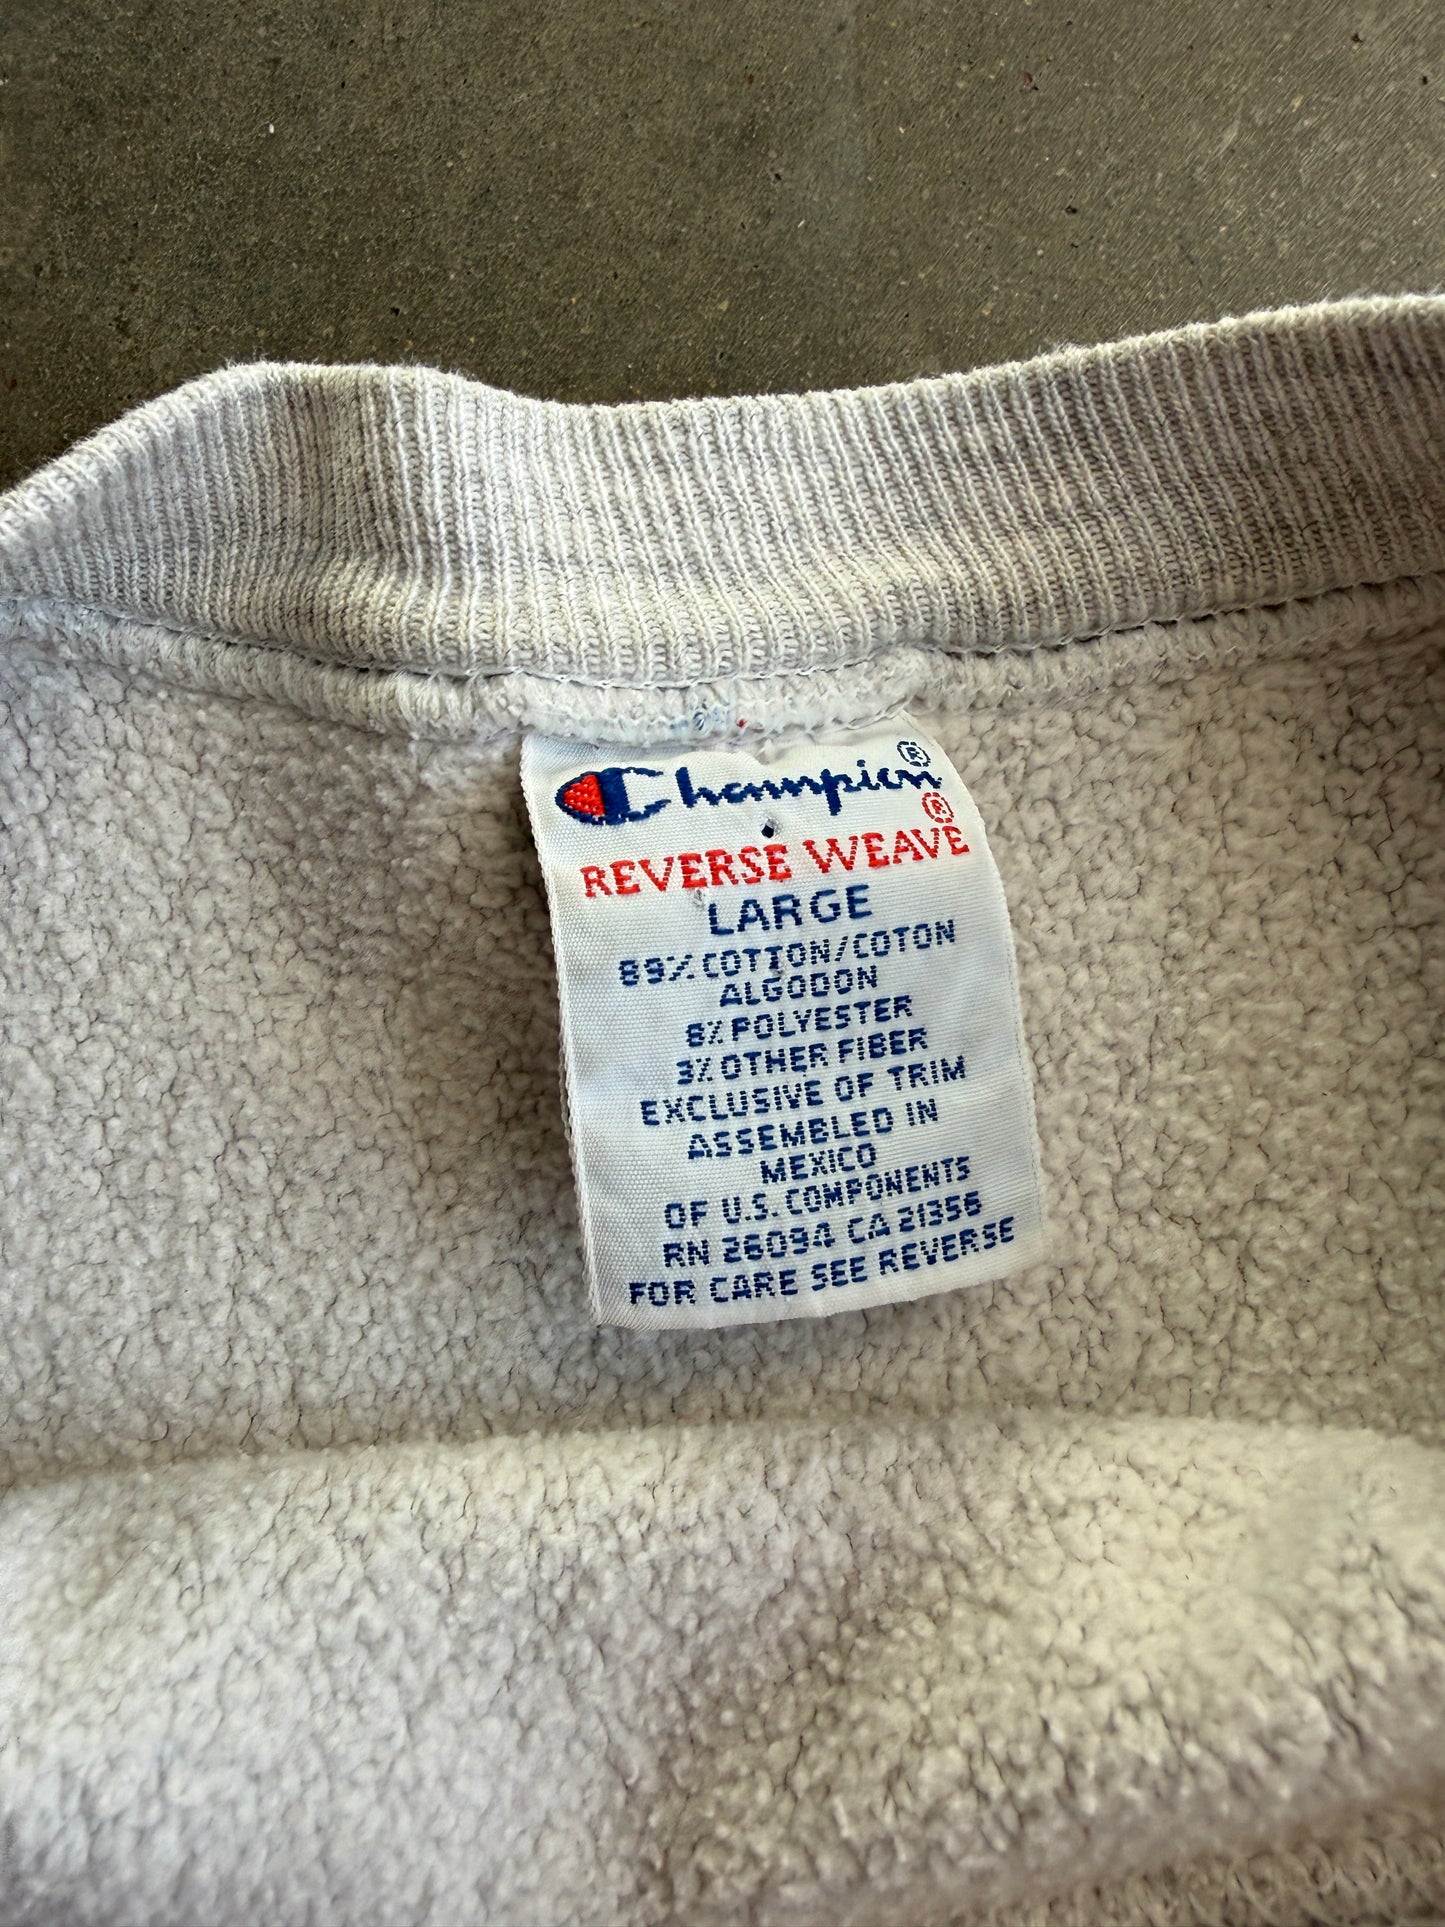 Champion®
REVERSE WEAVE®
LARGE
89% COTTON/COTON
ALGODON
8% POLYESTER
3% OTHER FIBER
EXCLUSIVE OF TRIM
ASSEMBLED IN
MEXICO
OF U.S. COMPONENTS
RN 26094 CA 21356
FOR CARE SEE REVERSE